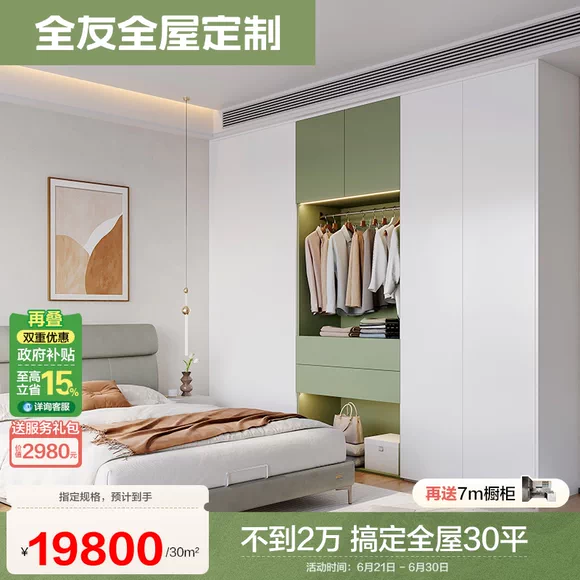 全友全屋定制
再叠
双重优惠
政府补贴
至高
立省
15%
详询客服
送服务礼包
价值2980元
再送7m橱柜
指定规格，预计到手
¥19800/30m²
不到2万 搞定全屋30平
活动时间：6月21日 - 6月30日